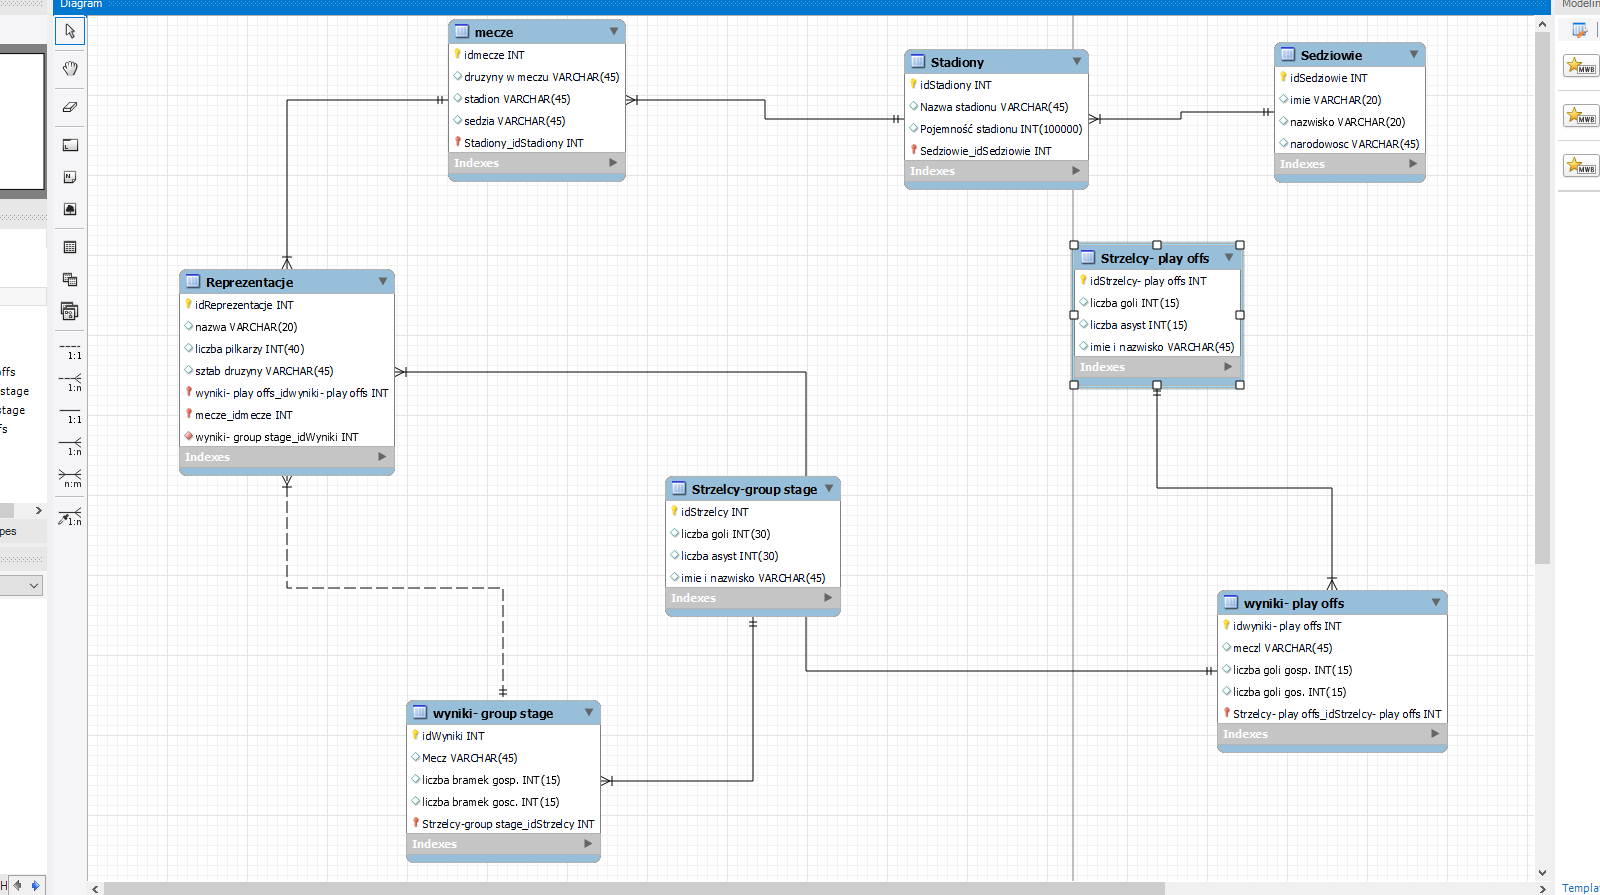 Diagram
Modelin
mecze
idmecze INT
druzyny w meczu VARCHAR(45)
stadion VARCHAR(45)
sedzia VARCHAR(45)
Stadiony_idStadiony INT
Indexes
Stadiony
idStadiony INT
Nazwa stadionu VARCHAR(45)
Pojemność stadionu INT(100000)
Sedziowie_idSedziowie INT
Indexes
Sedziowie
idSedziowie INT
imie VARCHAR(20)
nazwisko VARCHAR(20)
narodowosc VARCHAR(45)
Indexes
MWB
MWB
MWB
Reprezentacje
idReprezentacje INT
nazwa VARCHAR(20)
liczba pilkarzy INT(40)
sztab druzyny VARCHAR(45)
wyniki- play offs_idwyniki- play offs INT
mecze_idmecze INT
wyniki- group stage_idWyniki INT
Indexes
Strzelcy- play offs
idStrzelcy- play offs INT
liczba goli INT(15)
liczba asyst INT(15)
imie i nazwisko VARCHAR(45)
Indexes
Strzelcy-group stage
idStrzelcy INT
liczba goli INT(30)
liczba asyst INT(30)
imie i nazwisko VARCHAR(45)
Indexes
wyniki- group stage
idWyniki INT
Mecz VARCHAR(45)
liczba bramek gosp. INT(15)
liczba bramek gosc. INT(15)
Strzelcy-group stage_idStrzelcy INT
Indexes
wyniki- play offs
idwyniki- play offs INT
meczl VARCHAR(45)
liczba goli gosp. INT(15)
liczba goli gos. INT(15)
Strzelcy- play offs_idStrzelcy- play offs INT
Indexes
1:1
1:n
1:1
1:n
n:m
1:n
ffs
stage
stage
fs
pes
H
Templat